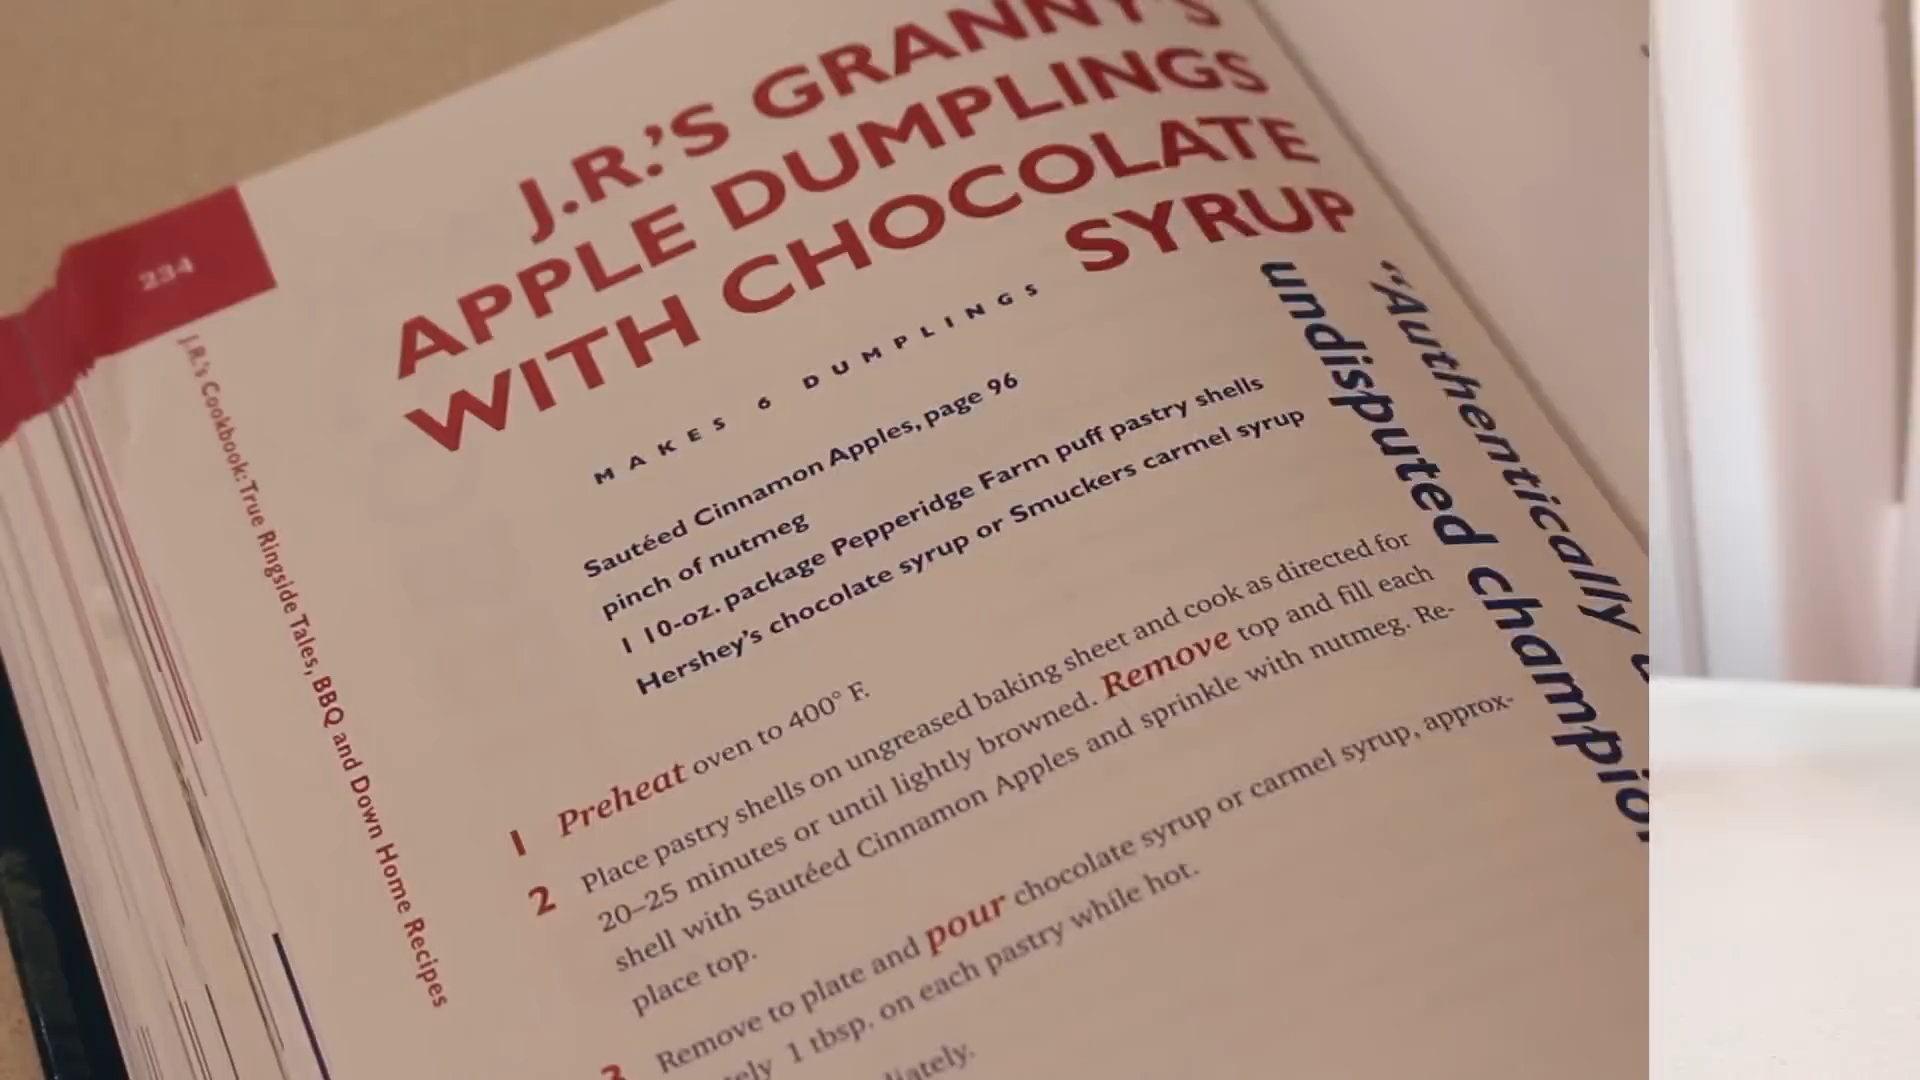 J.R.'S GRANNY'S
APPLE DUMPLINGS
WITH CHOCOLATE
SYRUP
MAKES 6 DUMPLINGS
Sautéed Cinnamon Apples, page 96
pinch of nutmeg
1 10-oz. package Pepperidge Farm puff pastry shells
Hershey's chocolate syrup or Smuckers carmel syrup
1 Preheat oven to 400° F.
2 Place pastry shells on ungreased baking sheet and cook as directed for
20–25 minutes or until lightly browned. Remove top and fill each
shell with Sautéed Cinnamon Apples and sprinkle with nutmeg. Re-
place top.
3 Remove to plate and pour chocolate syrup or carmel syrup, approx-
ely 1 tbsp. on each pastry while hot.
"Authentically
undisputed champio
234
J.R.'s Cookbook: True Ringside Tales, BBQ and Down Home Recipes